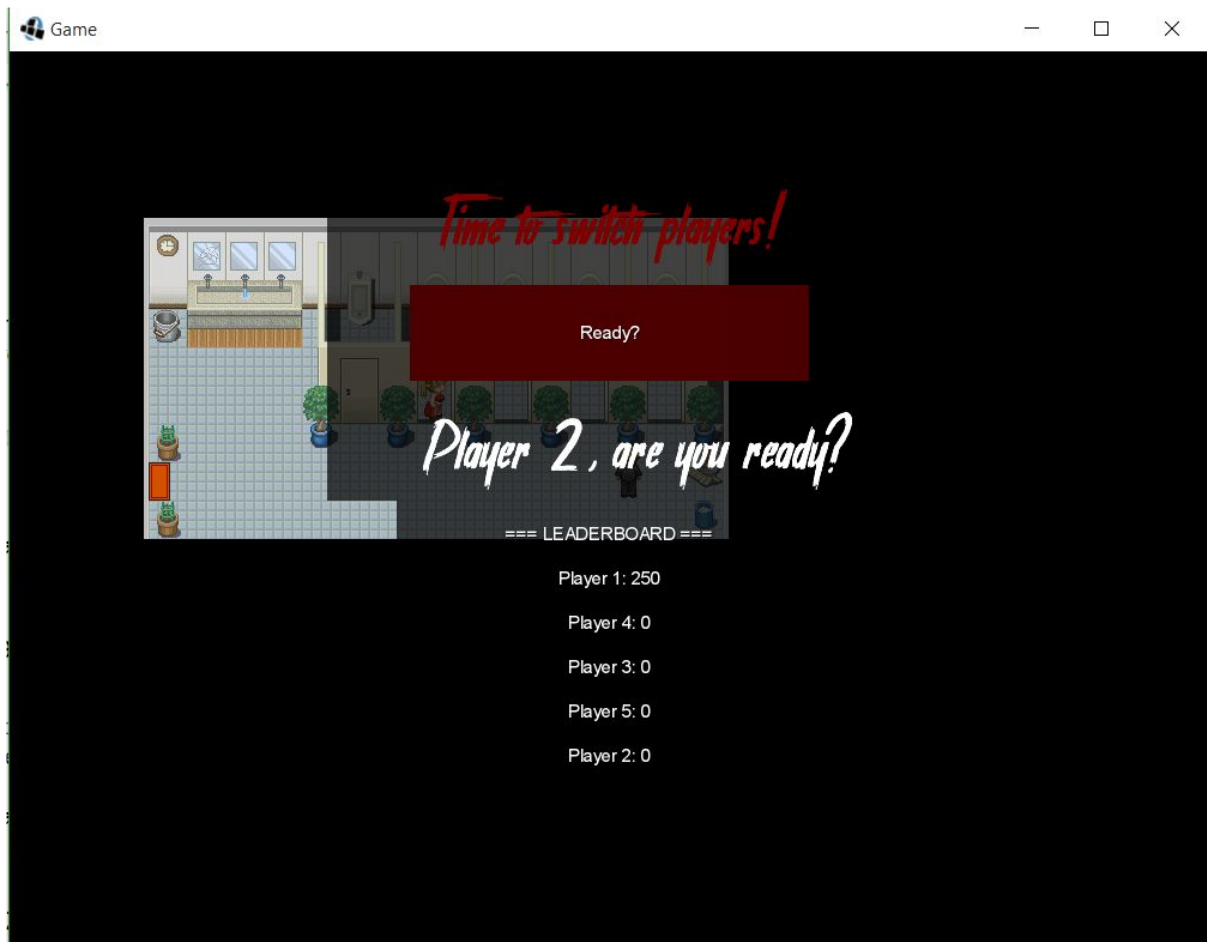 Game
Time to switch players!
Ready?
Player 2, are you ready?
=== LEADERBOARD ===
Player 1: 250
Player 4: 0
Player 3: 0
Player 5: 0
Player 2: 0